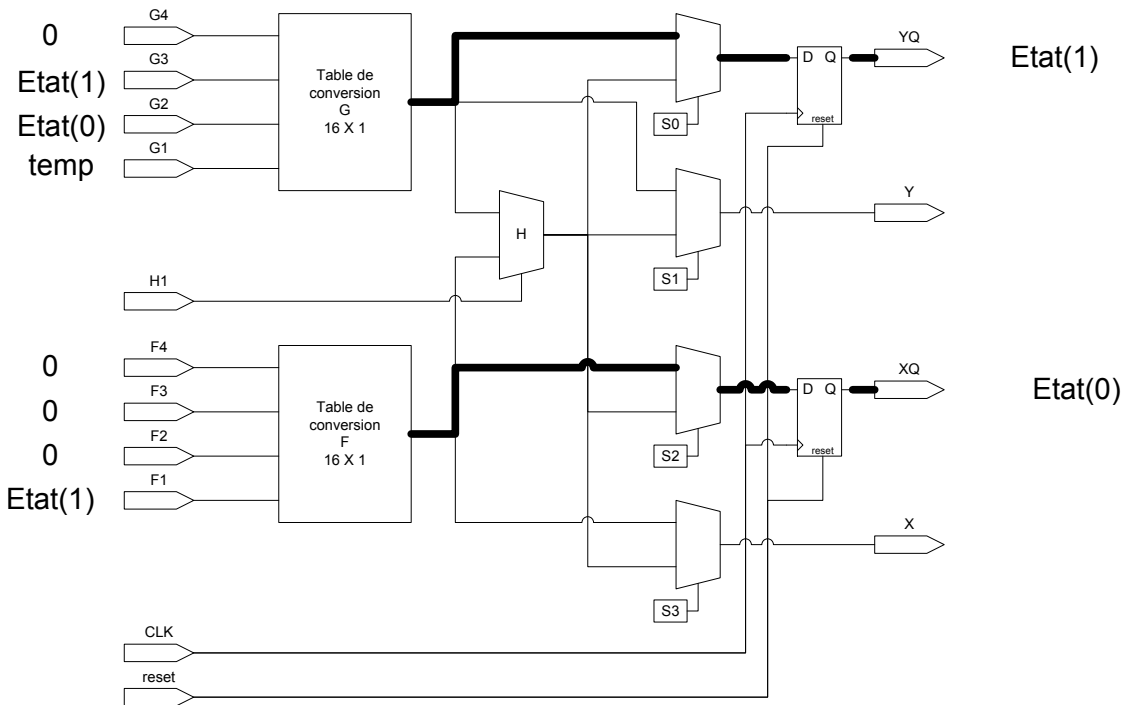 G4
0
G3
Etat(1)
G2
Etat(0)
G1
temp
Table de
conversion
G
16 X 1
S0
D Q
reset
YQ
Etat(1)
H
S1
Y
H1
F4
0
F3
0
F2
0
F1
Etat(1)
Table de
conversion
F
16 X 1
S2
D Q
reset
XQ
Etat(0)
S3
X
CLK
reset